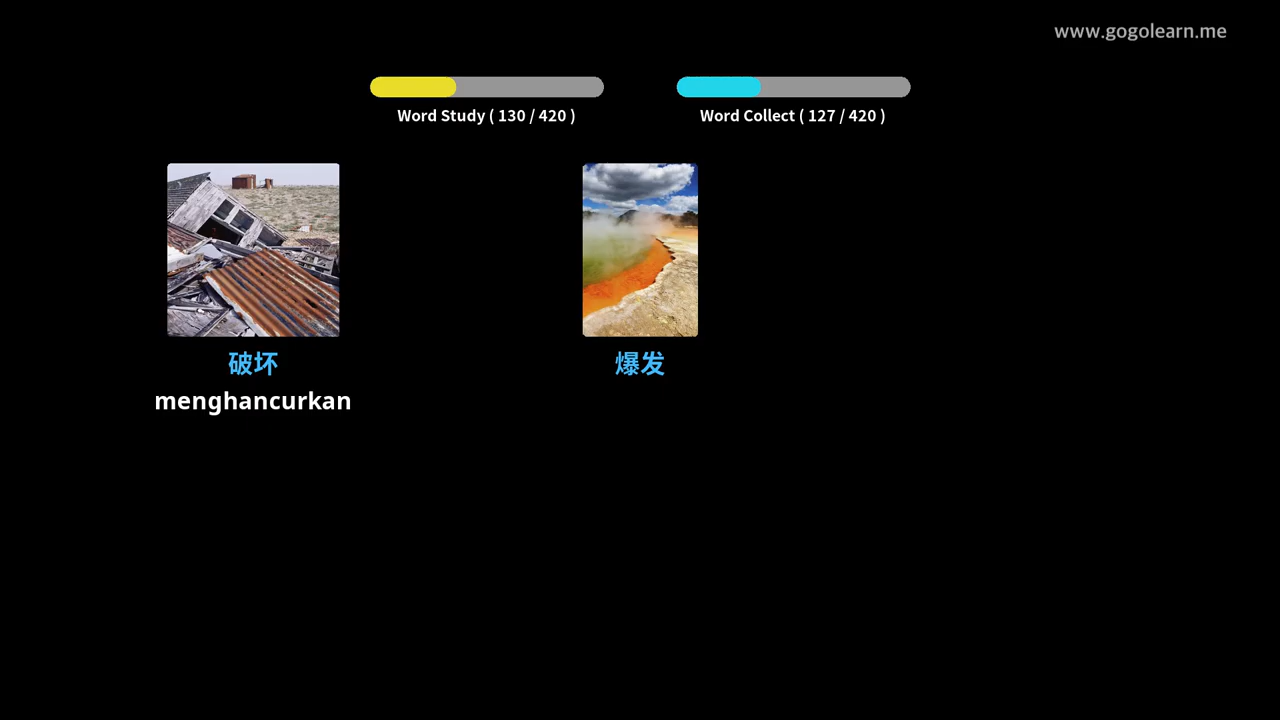 www.gogolearn.me
Word Study ( 130 / 420 )
Word Collect ( 127 / 420 )
破坏
menghancurkan
爆发